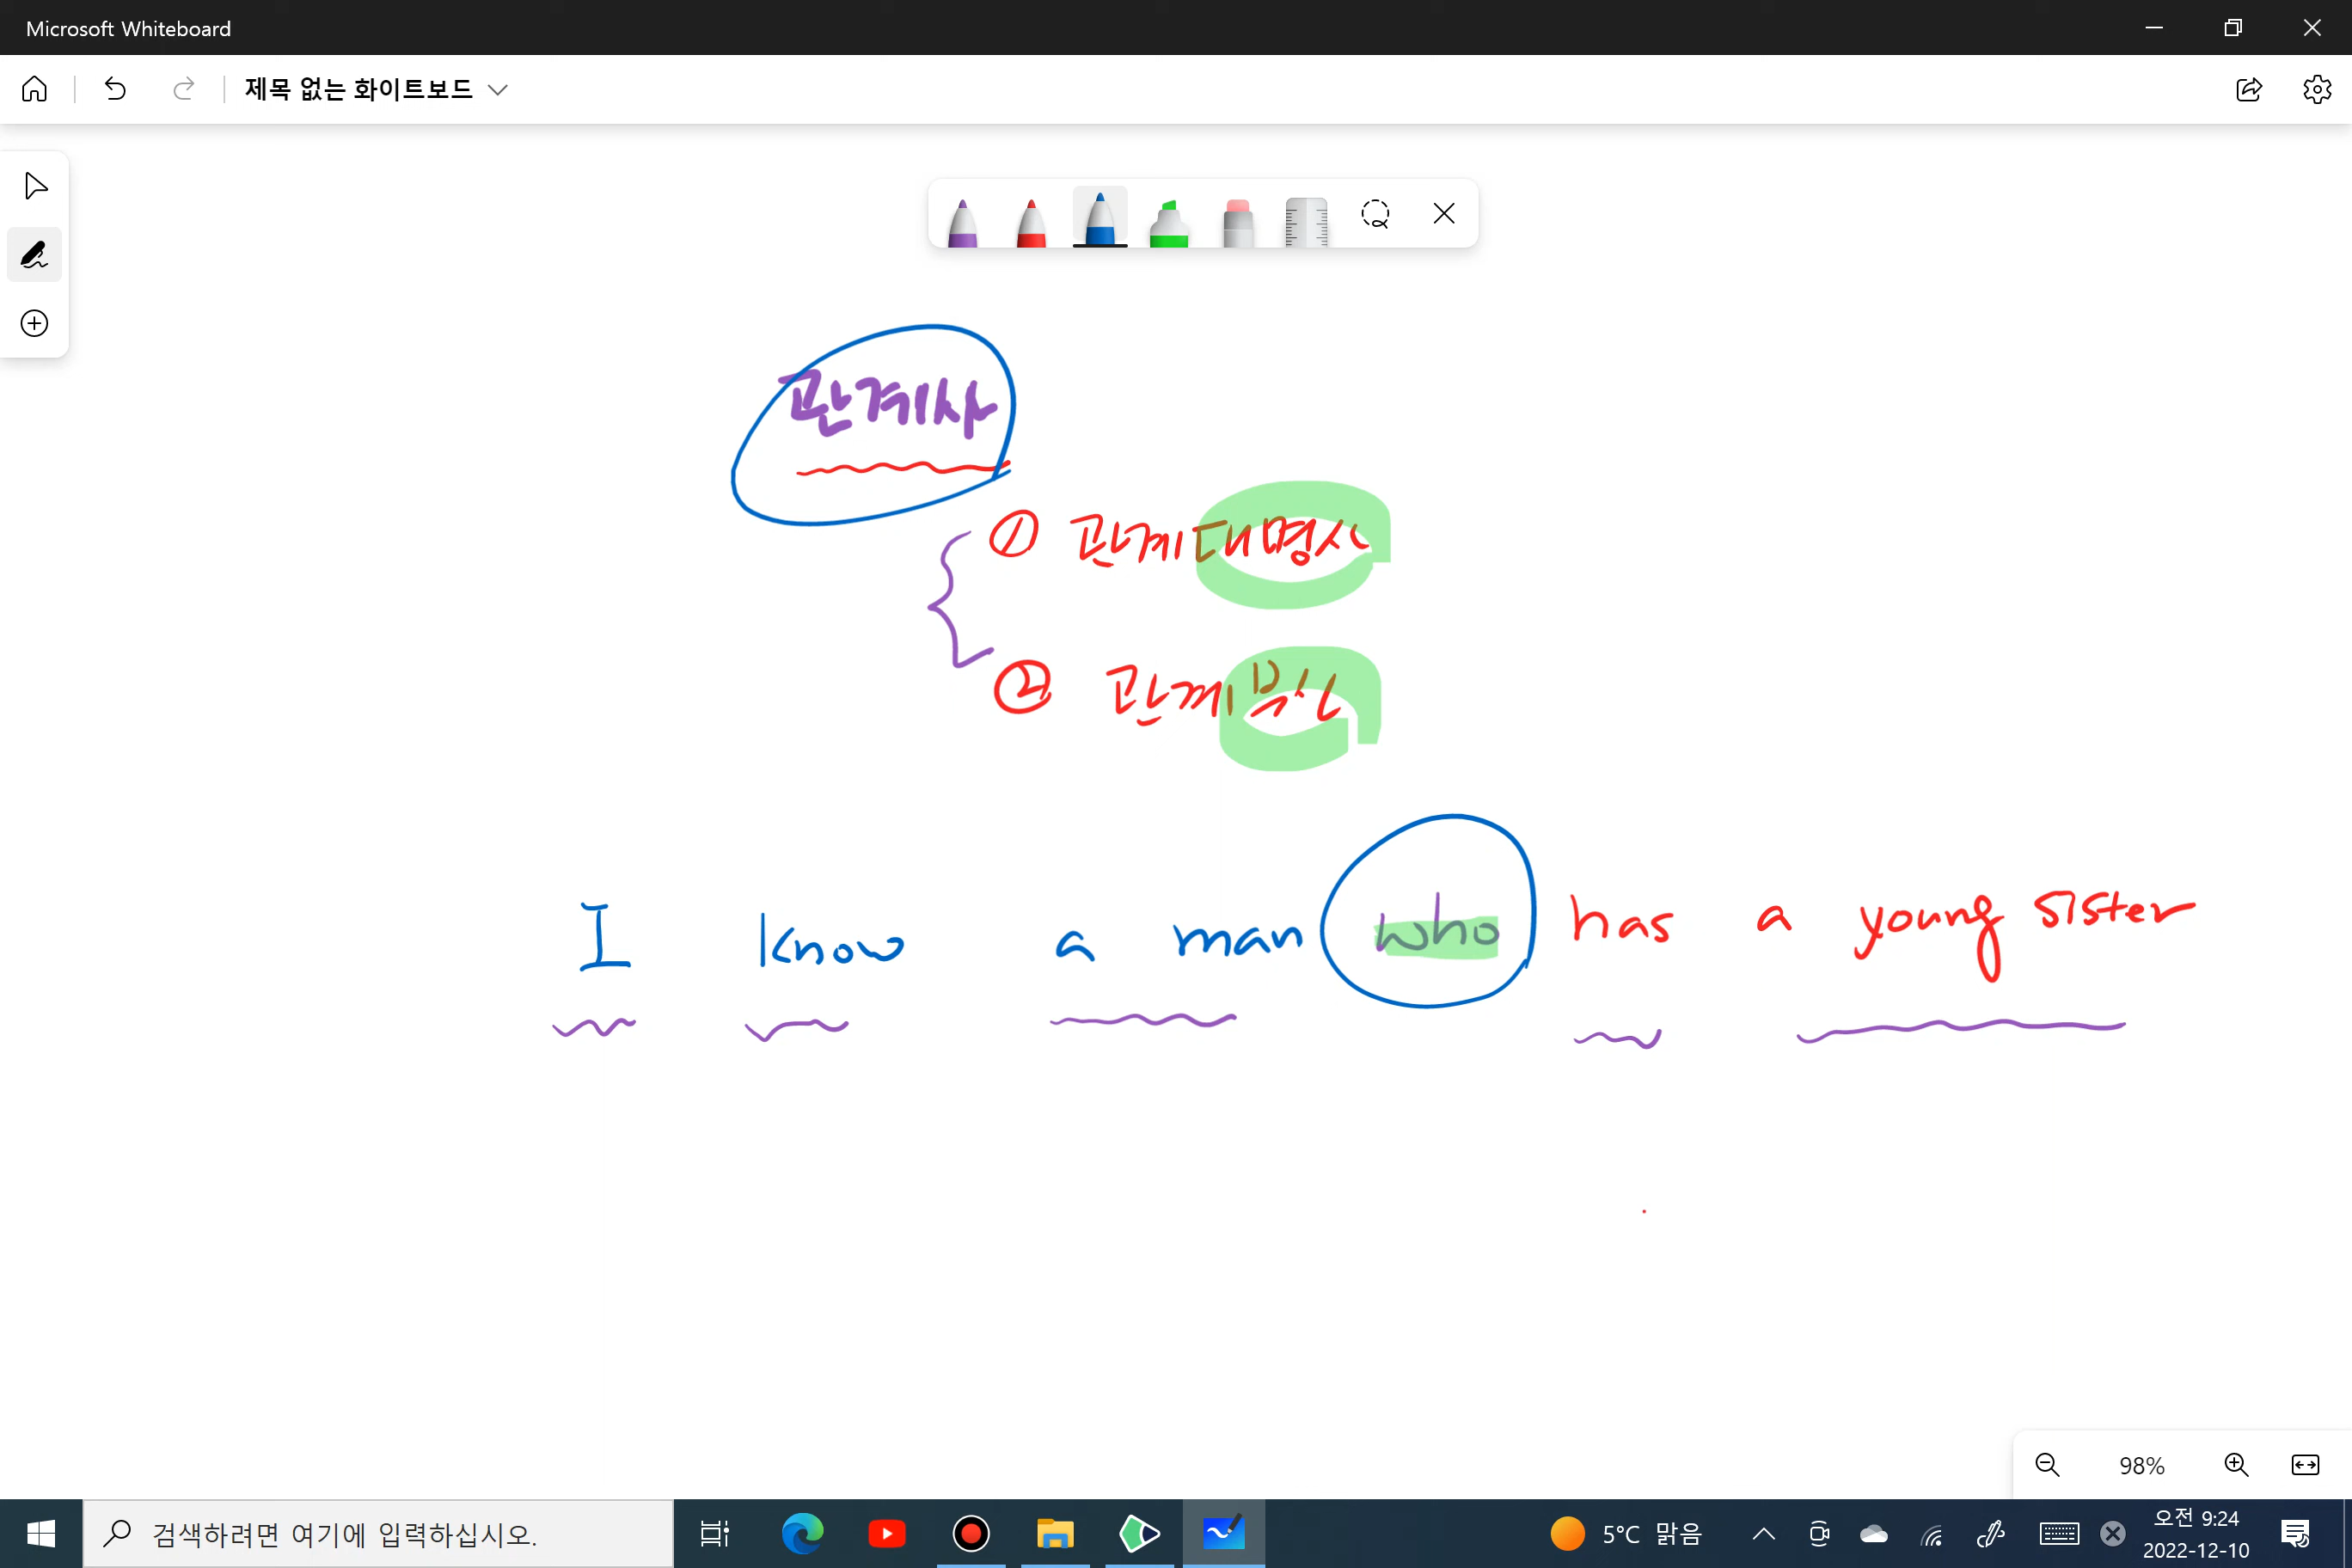 Microsoft Whiteboard
제목 없는 화이트보드
관계사
① 관계대명사
② 관계부사
I know a man who has a young sister
98%
검색하려면 여기에 입력하십시오.
5°C 맑음
오전 9:24
2022-12-10